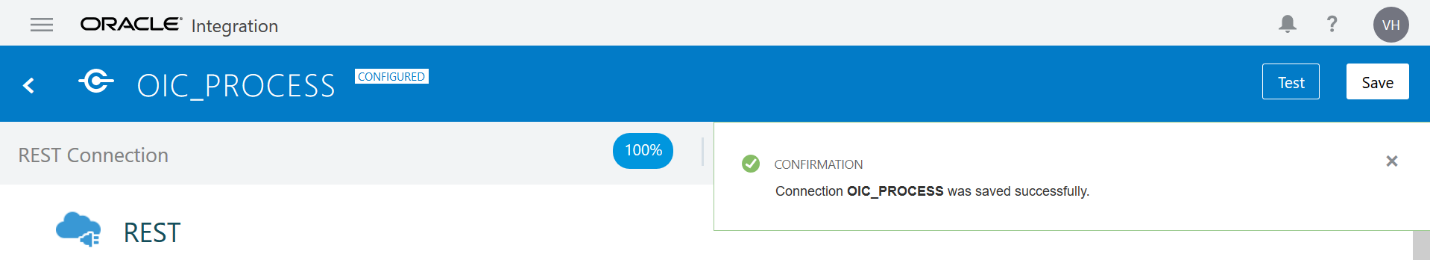 ORACLE Integration
?
VH
OIC_PROCESS CONFIGURED
Test
Save
REST Connection
100%
CONFIRMATION
Connection OIC_PROCESS was saved successfully.
REST